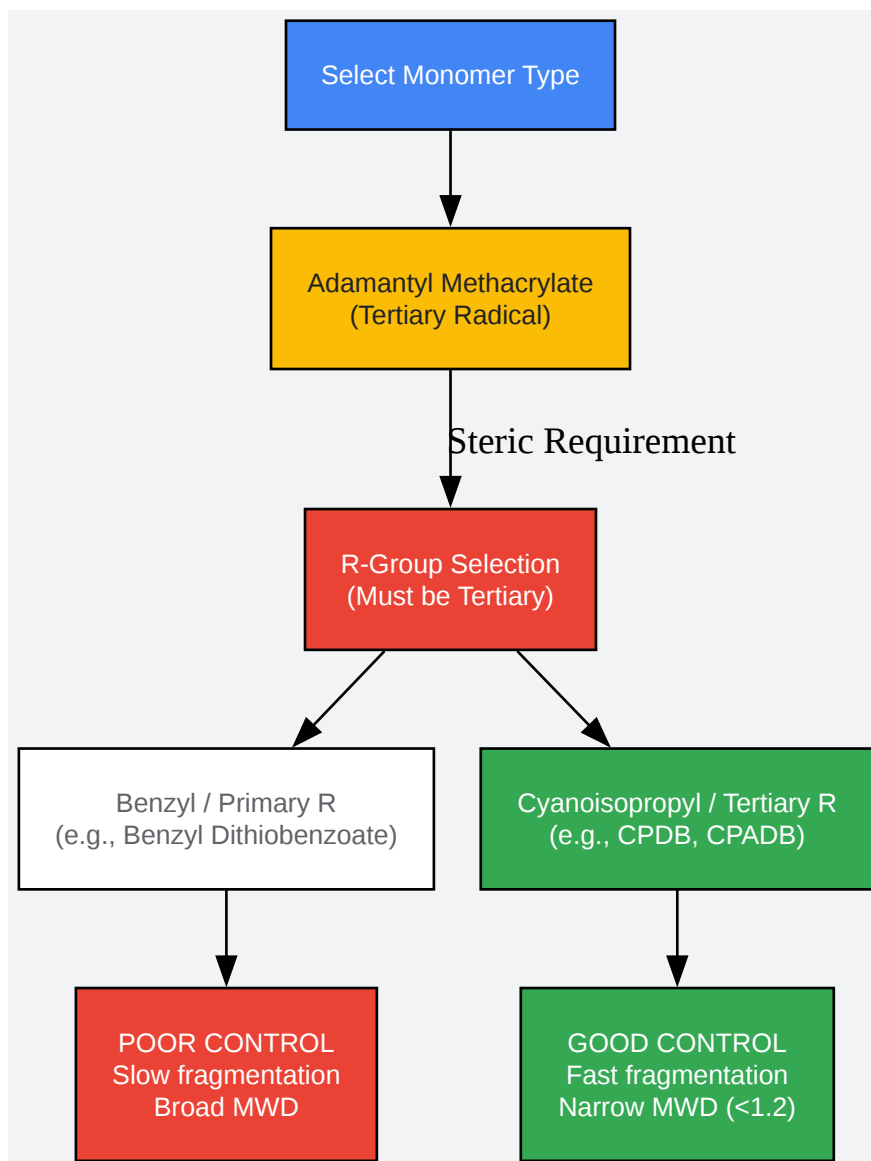 Select Monomer Type
Adamantyl Methacrylate
(Tertiary Radical)
Steric Requirement
R-Group Selection
(Must be Tertiary)
Benzyl / Primary R
(e.g., Benzyl Dithiobenzoate)
Cyanoisopropyl / Tertiary R
(e.g., CPDB, CPADB)
POOR CONTROL
Slow fragmentation
Broad MWD
GOOD CONTROL
Fast fragmentation
Narrow MWD (<1.2)